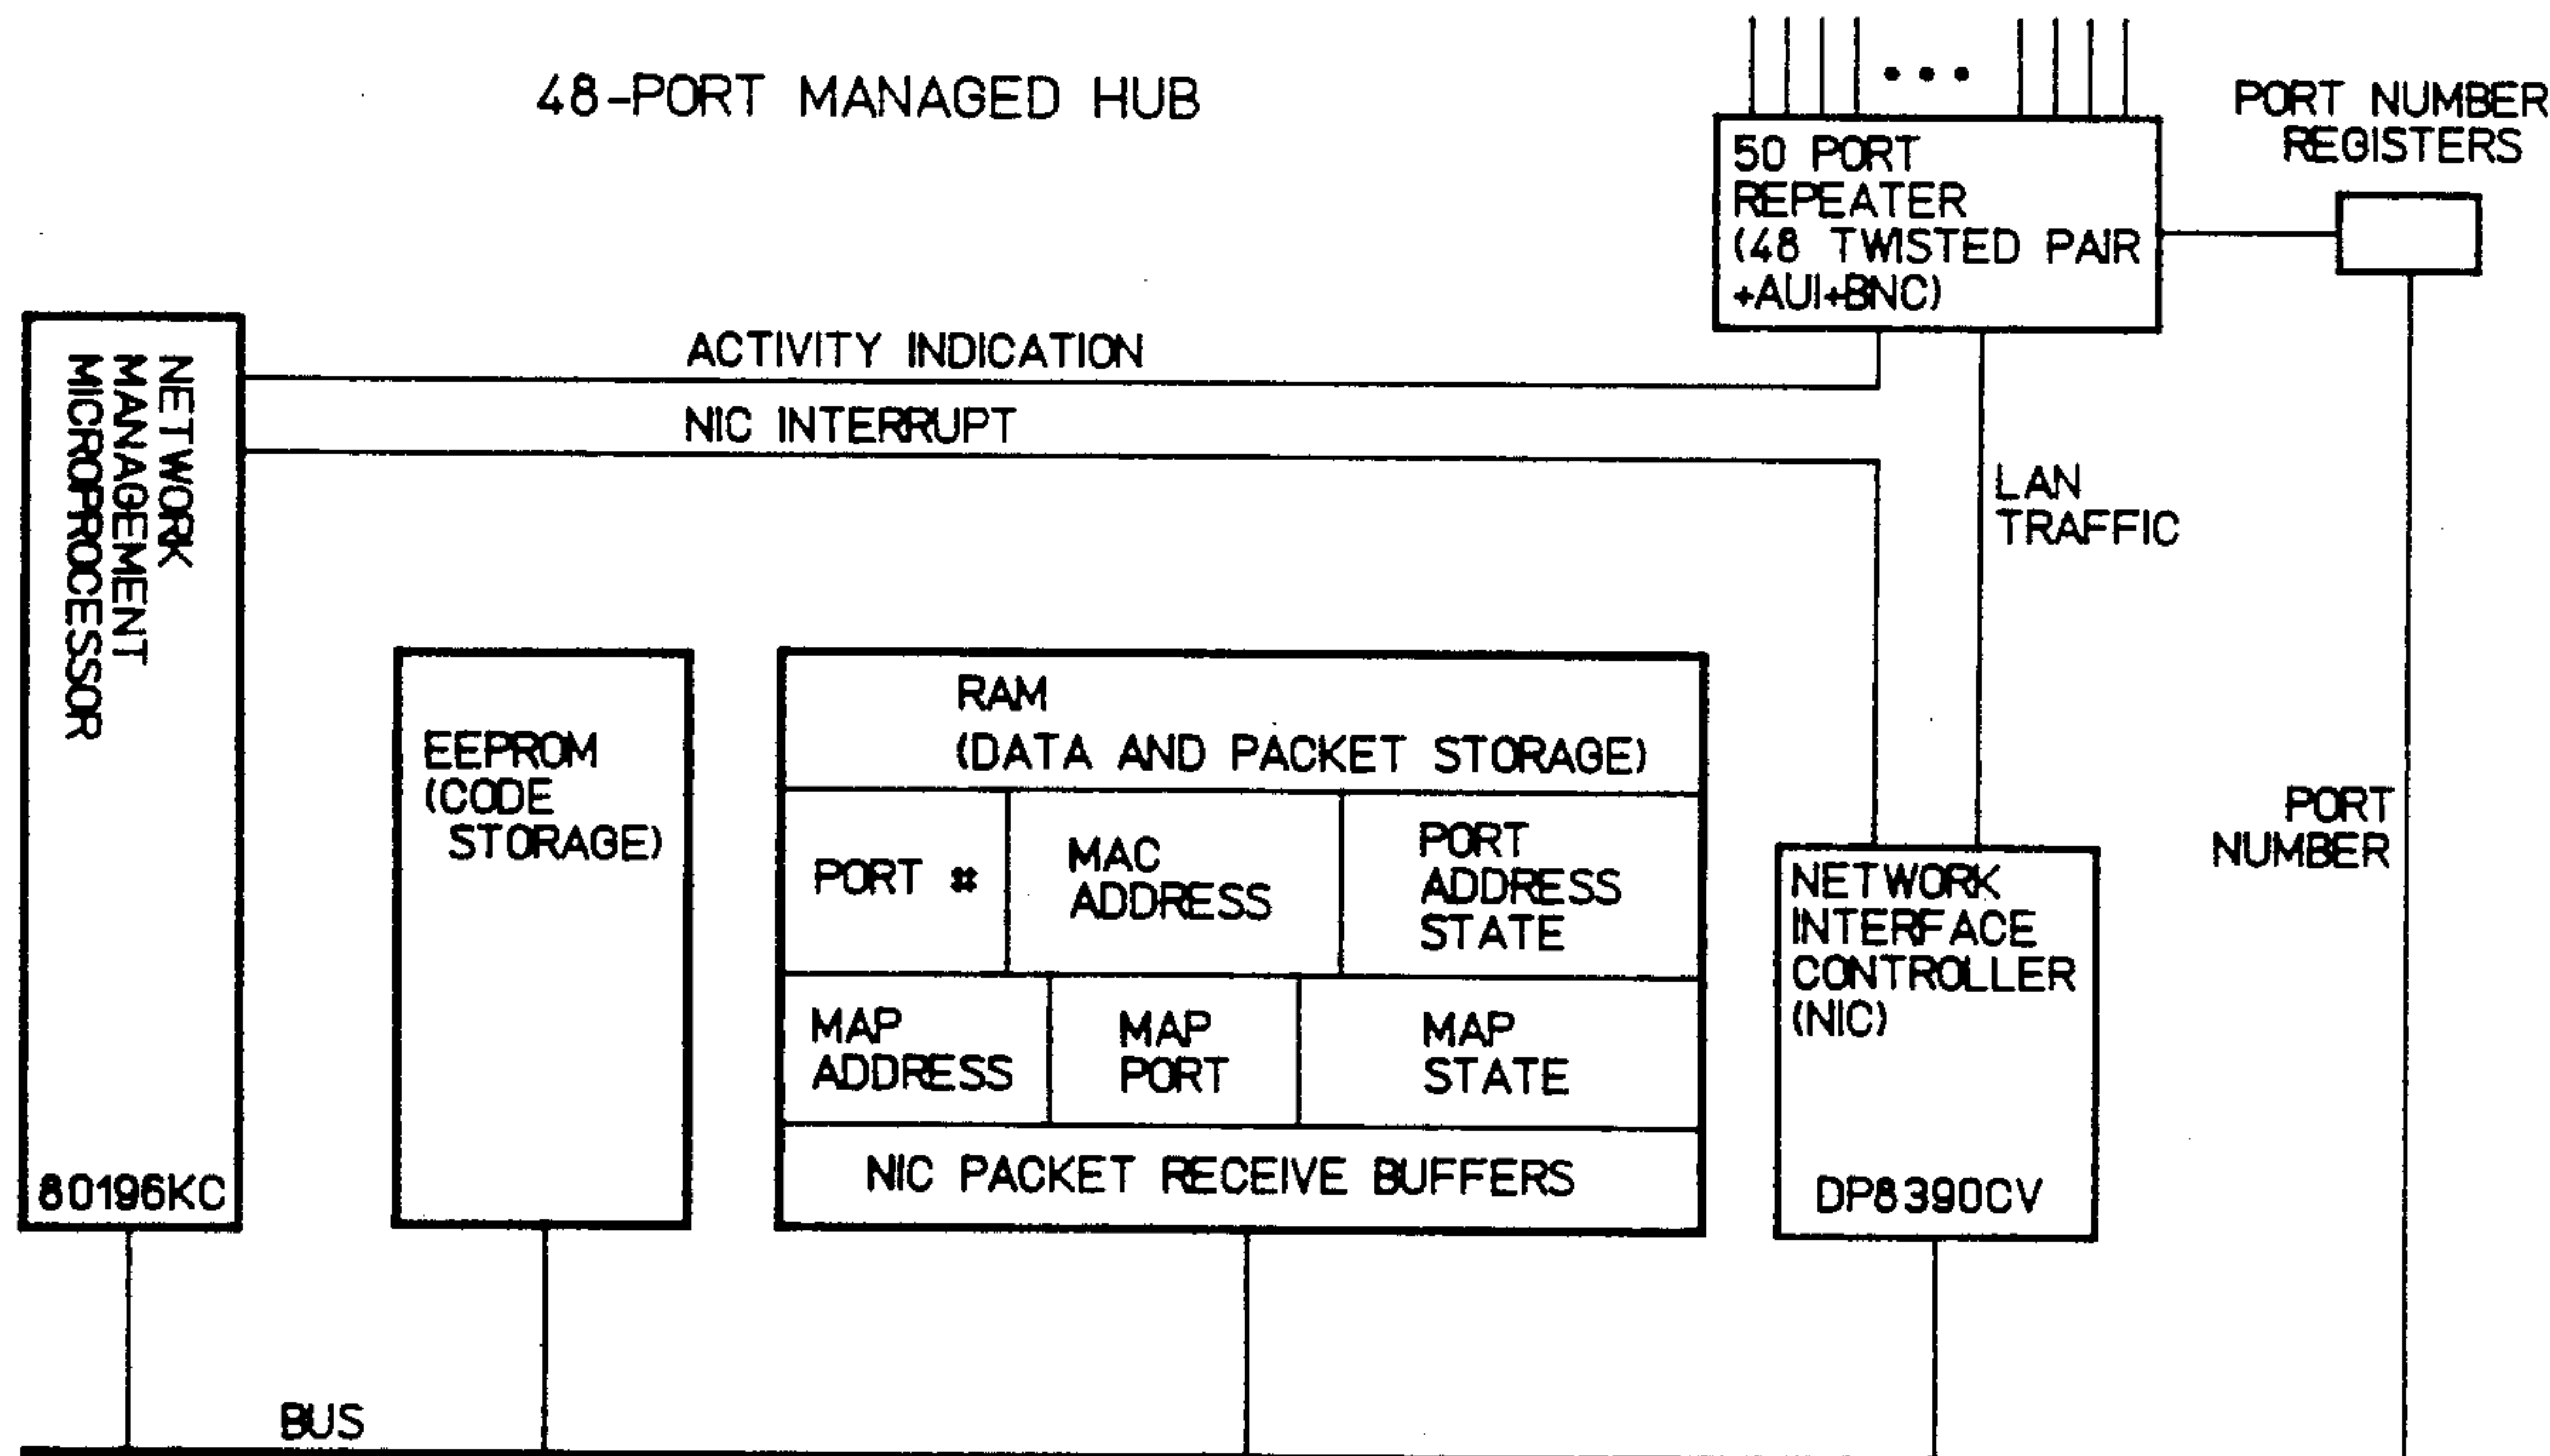 48-PORT MANAGED HUB
PORT NUMBER
REGISTERS
50 PORT
REPEATER
(48 TWISTED PAIR
+AUI+BNC)
ACTIVITY INDICATION
NIC INTERRUPT
LAN
TRAFFIC
NETWORK
MANAGEMENT
MICROPROCESSOR
80196KC
EEPROM
(CODE
STORAGE)
RAM
(DATA AND PACKET STORAGE)
PORT #
MAC
ADDRESS
PORT
ADDRESS
STATE
MAP
ADDRESS
MAP
PORT
MAP
STATE
NIC PACKET RECEIVE BUFFERS
NETWORK
INTERFACE
CONTROLLER
(NIC)
DP8390CV
PORT
NUMBER
BUS